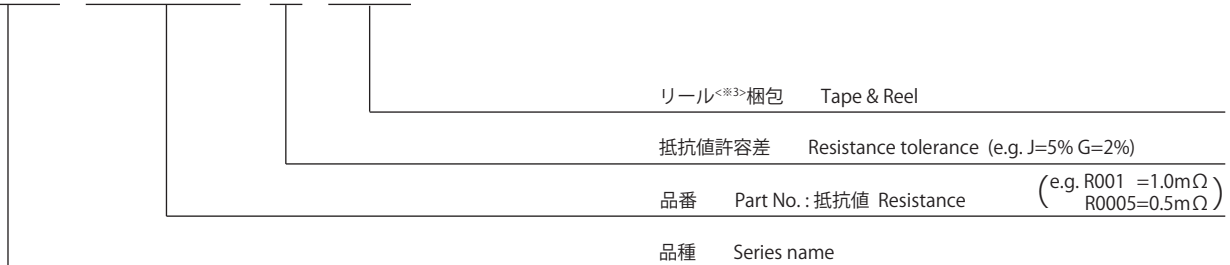 リール<※3>梱包 Tape & Reel
抵抗値許容差 Resistance tolerance (e.g. J=5% G=2%)
品番 Part No. : 抵抗値 Resistance (e.g. R001 =1.0mΩ
R0005=0.5mΩ)
品種 Series name